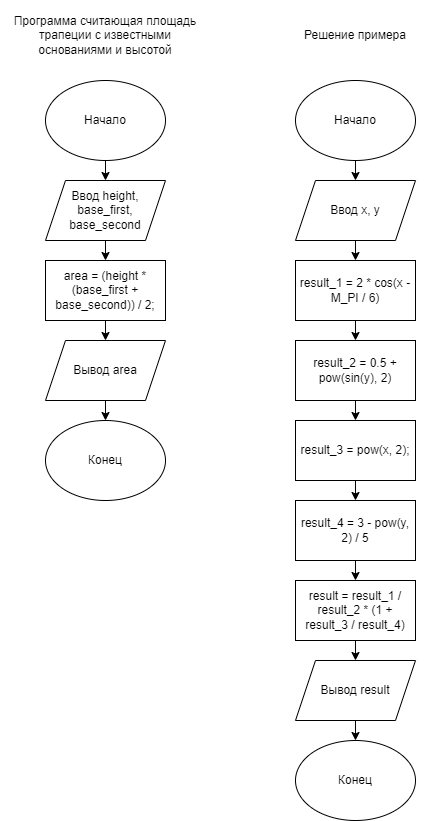 Программа считающая площадь
трапеции с известными
основаниями и высотой
Начало
Ввод height,
base_first,
base_second
area = (height *
(base_first +
base_second)) / 2;
Вывод area
Конец
Решение примера
Начало
Ввод x, y
result_1 = 2 * cos(x -
M_PI / 6)
result_2 = 0.5 +
pow(sin(y), 2)
result_3 = pow(x, 2);
result_4 = 3 - pow(y,
2) / 5
result = result_1 /
result_2 * (1 +
result_3 / result_4)
Вывод result
Конец